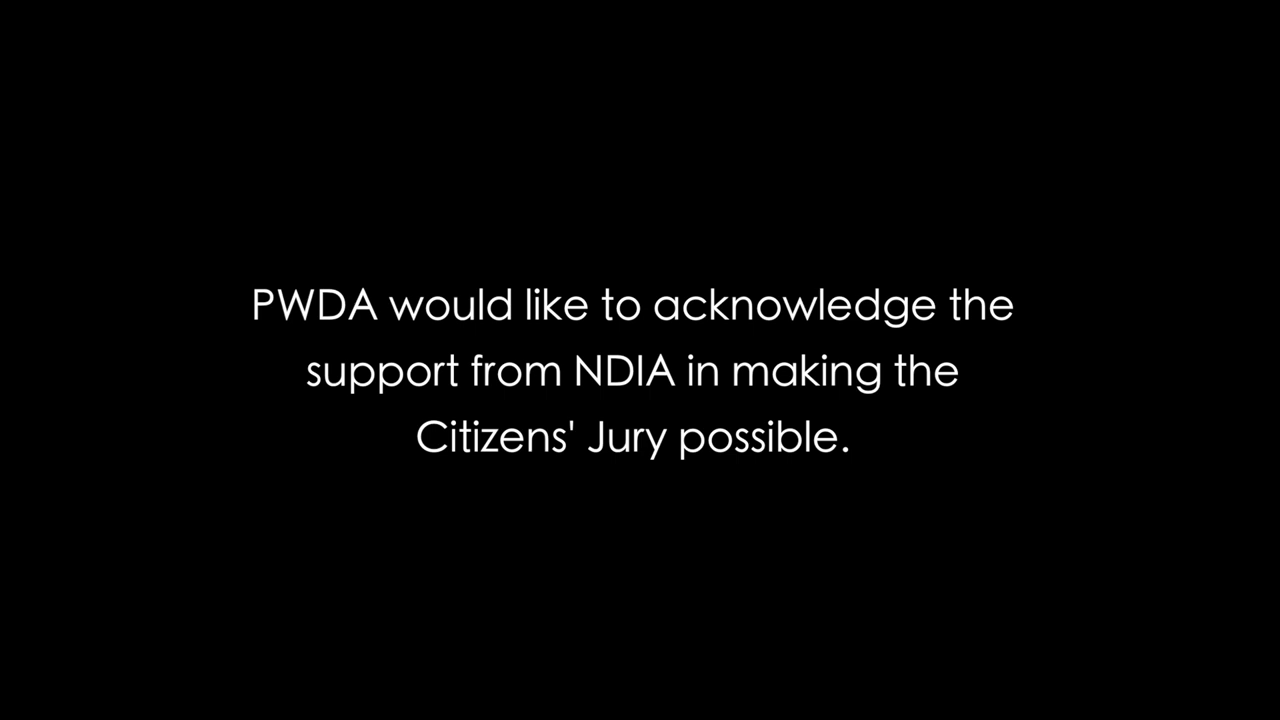 PWDA would like to acknowledge the
support from NDIA in making the
Citizens' Jury possible.